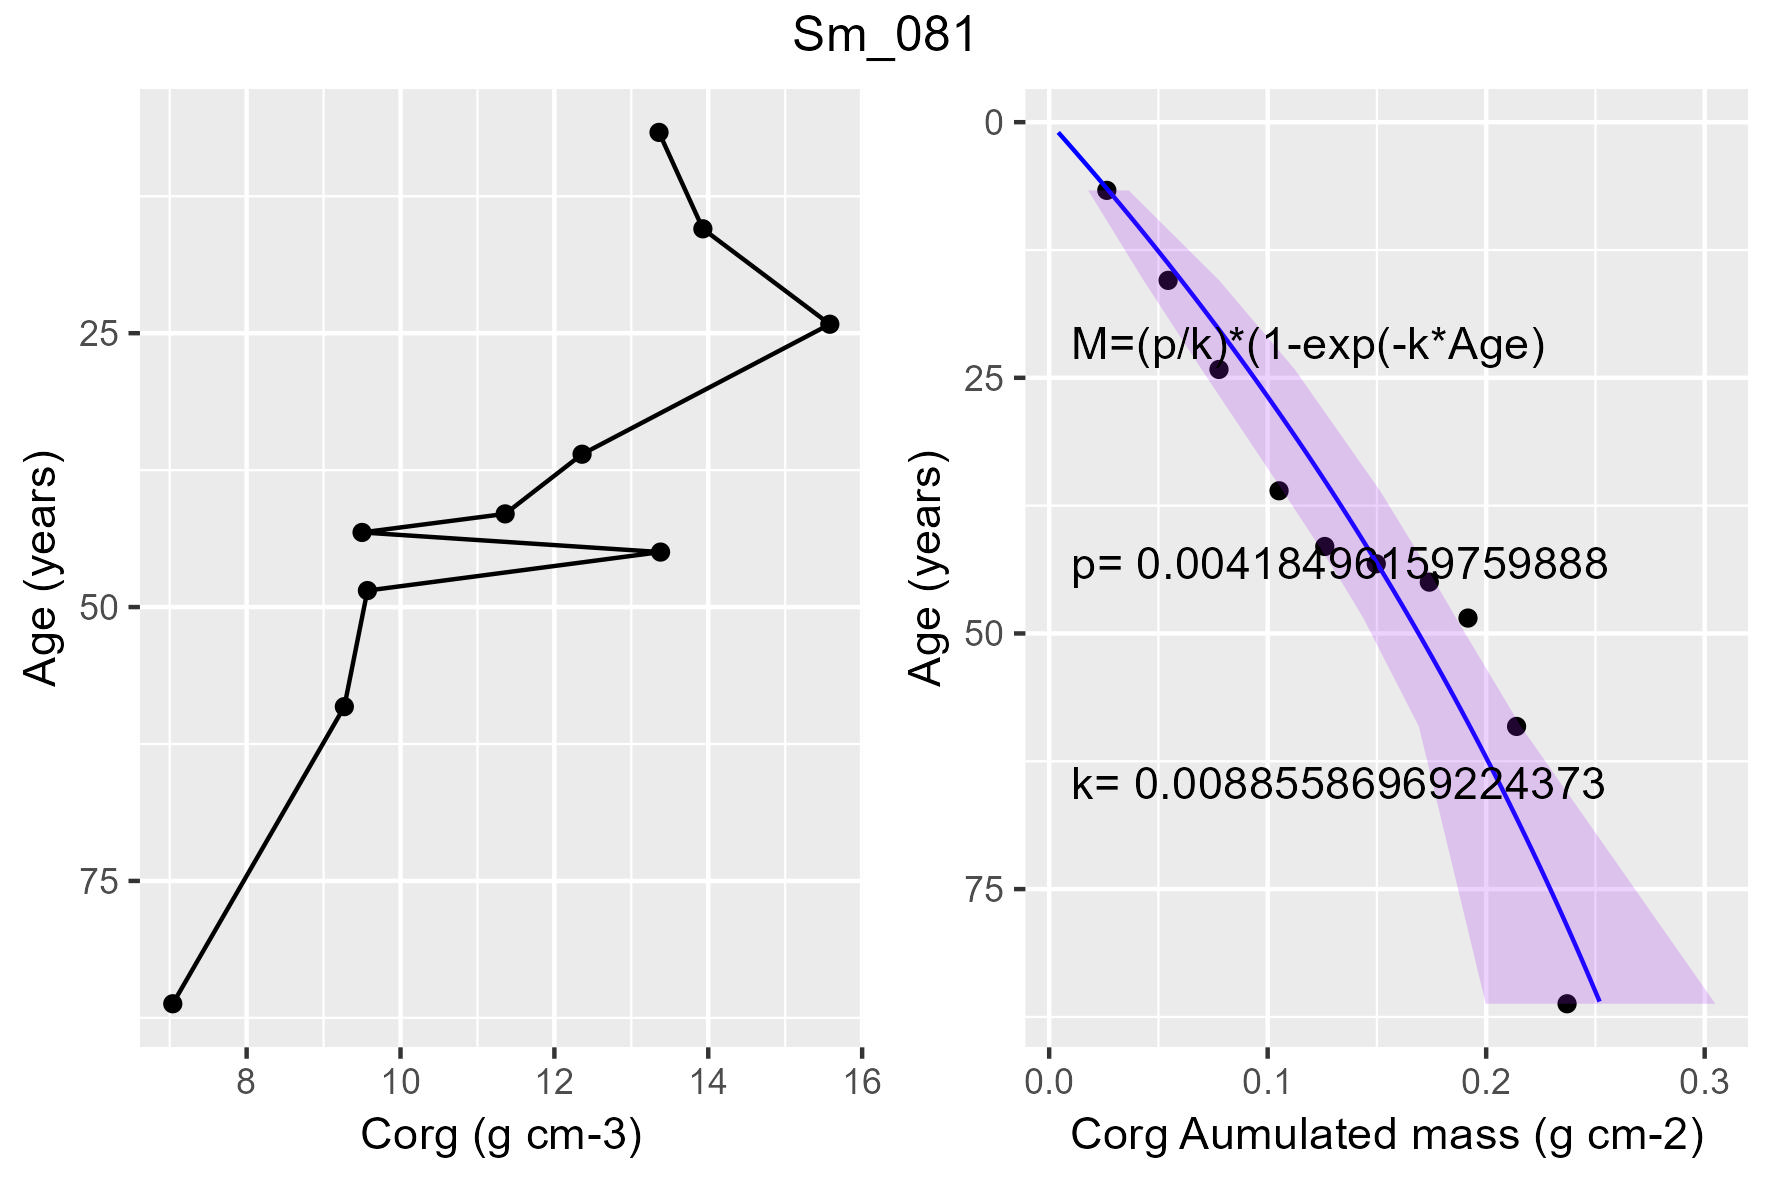 Sm_081
Age (years)
25
50
75
8
10
12
14
16
Corg (g cm-3)
Age (years)
0
25
50
75
M=(p/k)*(1-exp(-k*Age)
p= 0.00418496159759888
k= 0.00885586969224373
0.0
0.1
0.2
0.3
Corg Aumulated mass (g cm-2)